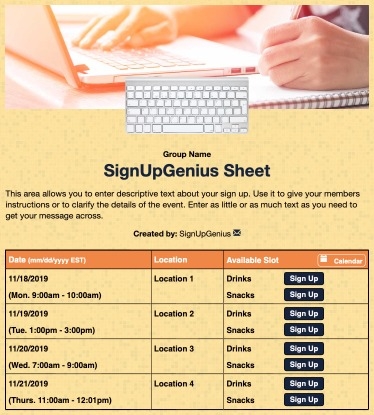 Group Name
SignUpGenius Sheet
This area allows you to enter descriptive text about your sign up. Use it to give your members
instructions or to clarify the details of the event. Enter as little or as much text as you need to
get your message across.
Created by: SignUpGenius
Date (mm/dd/yyyy EST) Location Available Slot Calendar
11/18/2019 Location 1 Drinks Sign Up
(Mon. 9:00am - 10:00am) Snacks Sign Up
11/19/2019 Location 2 Drinks Sign Up
(Tue. 1:00pm - 3:00pm) Snacks Sign Up
11/20/2019 Location 3 Drinks Sign Up
(Wed. 7:00am - 9:00am) Snacks Sign Up
11/21/2019 Location 4 Drinks Sign Up
(Thurs. 11:00am - 12:01pm) Snacks Sign Up